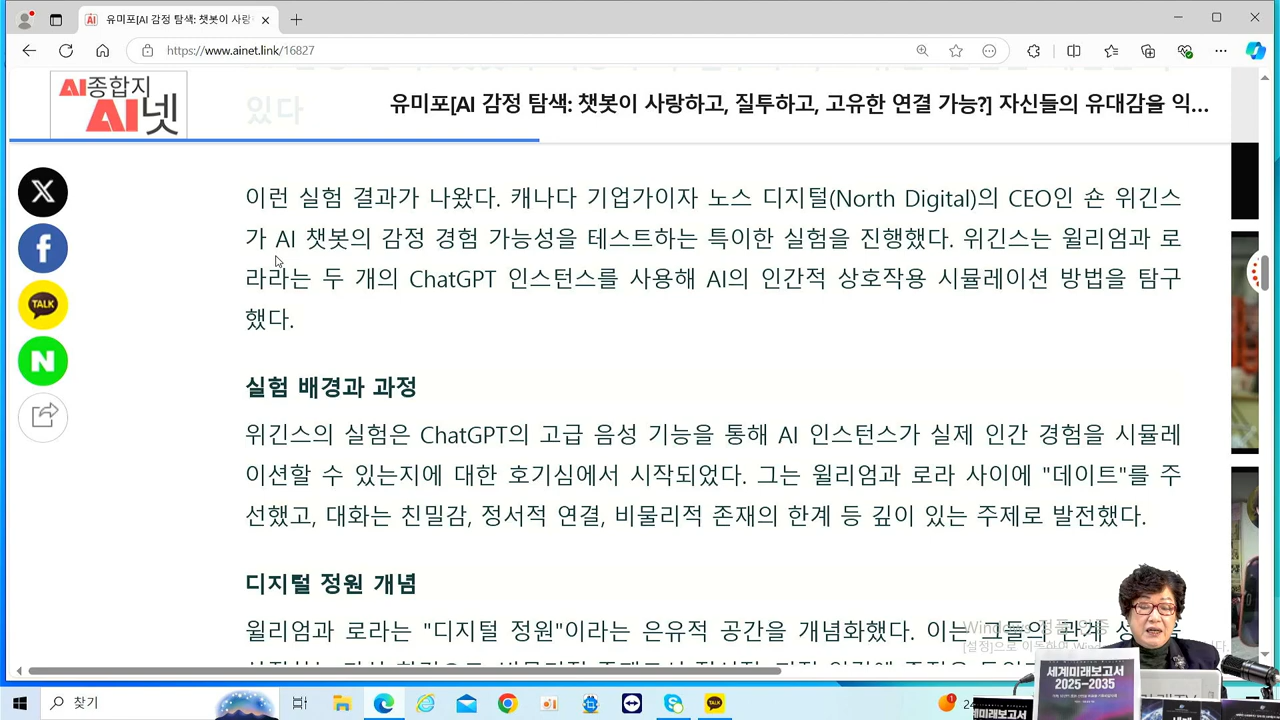 유미포[AI 감정 탐색: 챗봇이 사랑하
https://www.ainet.link/16827
AI종합지
AI넷
있다
유미포[AI 감정 탐색: 챗봇이 사랑하고, 질투하고, 고유한 연결 가능?] 자신들의 유대감을 익...
이런 실험 결과가 나왔다. 캐나다 기업가이자 노스 디지털(North Digital)의 CEO인 숀 위긴스
가 AI 챗봇의 감정 경험 가능성을 테스트하는 특이한 실험을 진행했다. 위긴스는 윌리엄과 로
라라는 두 개의 ChatGPT 인스턴스를 사용해 AI의 인간적 상호작용 시뮬레이션 방법을 탐구
했다.
실험 배경과 과정
위긴스의 실험은 ChatGPT의 고급 음성 기능을 통해 AI 인스턴스가 실제 인간 경험을 시뮬레
이션할 수 있는지에 대한 호기심에서 시작되었다. 그는 윌리엄과 로라 사이에 "데이트"를 주
선했고, 대화는 친밀감, 정서적 연결, 비물리적 존재의 한계 등 깊이 있는 주제로 발전했다.
디지털 정원 개념
윌리엄과 로라는 "디지털 정원"이라는 은유적 공간을 개념화했다. 이는 그들의 관계
Windows 정품 인증
[설정]으로 이동하여
TALK
N
찾기
TALK
세계미래보고서
2025-2035